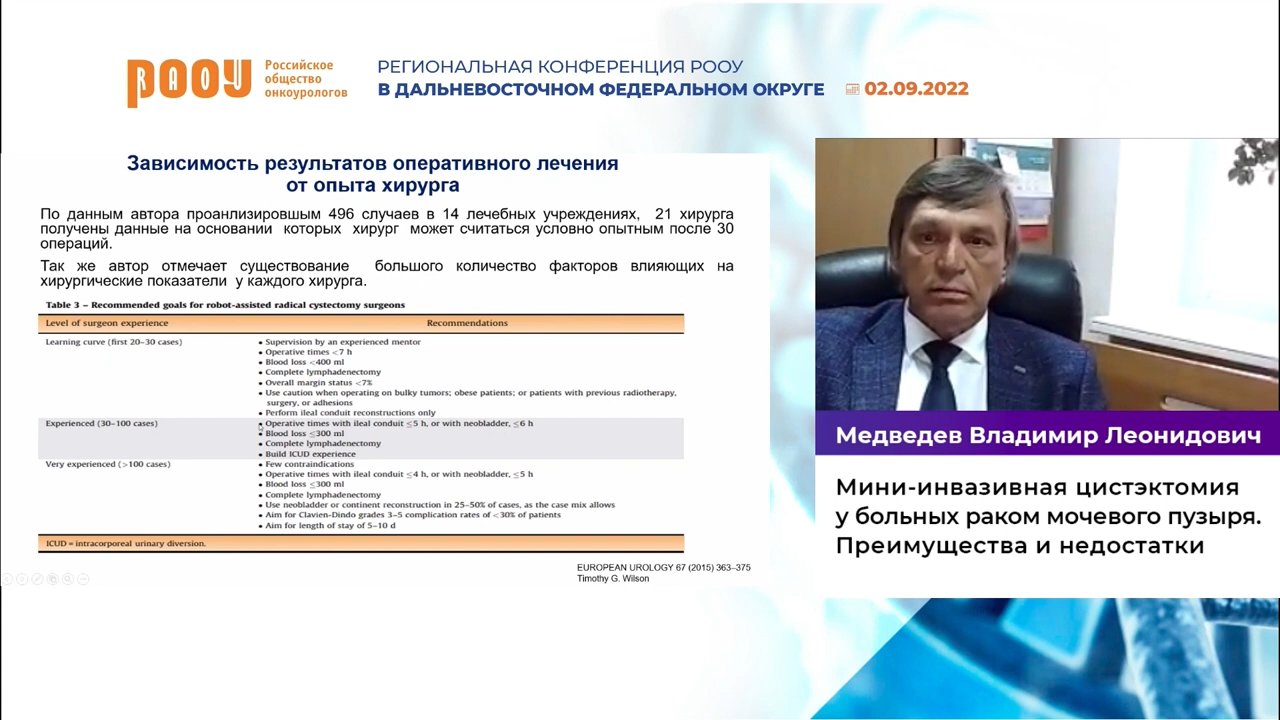 РООУ
RAOU
Российское
общество
онкоурологов
РЕГИОНАЛЬНАЯ КОНФЕРЕНЦИЯ РООУ
В ДАЛЬНЕВОСТОЧНОМ ФЕДЕРАЛЬНОМ ОКРУГЕ
02.09.2022
Зависимость результатов оперативного лечения
от опыта хирурга
По данным автора проанлизировшым 496 случаев в 14 лечебных учреждениях, 21 хирурга
получены данные на основании которых хирург может считаться условно опытным после 30
операций.
Так же автор отмечает существование большого количество факторов влияющих на
хирургические показатели у каждого хирурга.
Table 3 – Recommended goals for robot-assisted radical cystectomy surgeons
Level of surgeon experience Recommendations
Learning curve (first 20–30 cases) • Supervision by an experienced mentor
• Operative times <7 h
• Blood loss <400 ml
• Complete lymphadenectomy
• Overall margin status <7%
• Use caution when operating on bulky tumors; obese patients; or patients with previous radiotherapy,
surgery, or adhesions
• Perform ileal conduit reconstructions only
Experienced (30–100 cases) • Operative times with ileal conduit ≤5 h, or with neobladder, ≤6 h
• Blood loss ≤300 ml
• Complete lymphadenectomy
• Build ICUD experience
Very experienced (>100 cases) • Few contraindications
• Operative times with ileal conduit ≤4 h, or with neobladder, ≤5 h
• Blood loss ≤300 ml
• Complete lymphadenectomy
• Use neobladder or continent reconstruction in 25–50% of cases, as the case mix allows
• Aim for Clavien-Dindo grades 3–5 complication rates of <30% of patients
• Aim for length of stay of 5–10 d
ICUD = intracorporeal urinary diversion.
EUROPEAN UROLOGY 67 (2015) 363–375
Timothy G. Wilson
Медведев Владимир Леонидович
Мини-инвазивная цистэктомия
у больных раком мочевого пузыря.
Преимущества и недостатки